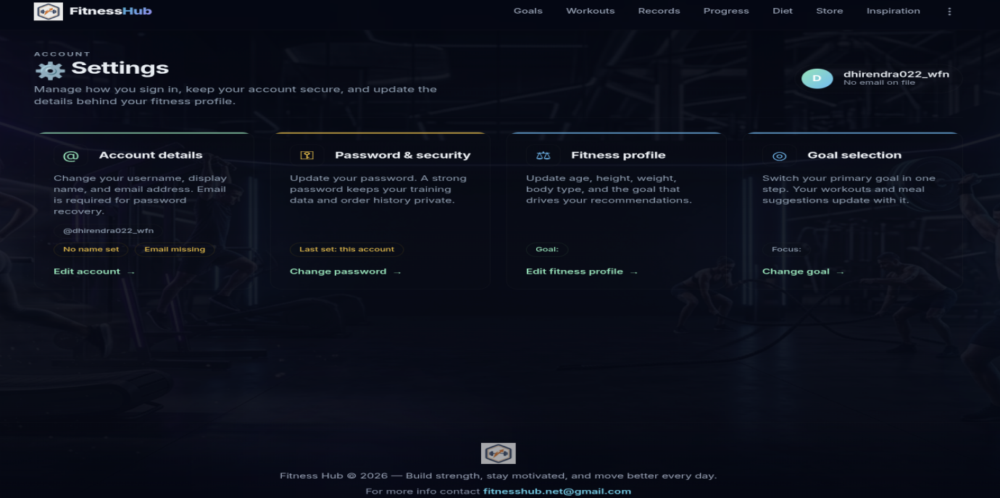 FitnessHub
Goals Workouts Records Progress Diet Store Inspiration
ACCOUNT
Settings
Manage how you sign in, keep your account secure, and update the
details behind your fitness profile.
D
dhirendra022_wfn
No email on file
Account details
Change your username, display
name, and email address. Email
is required for password
recovery.
@dhirendra022_wfn
No name set Email missing
Edit account →
Password & security
Update your password. A strong
password keeps your training
data and order history private.
Last set: this account
Change password →
Fitness profile
Update age, height, weight,
body type, and the goal that
drives your recommendations.
Goal:
Edit fitness profile →
Goal selection
Switch your primary goal in one
step. Your workouts and meal
suggestions update with it.
Focus:
Change goal →
Fitness Hub © 2026 — Build strength, stay motivated, and move better every day.
For more info contact fitnesshub.net@gmail.com